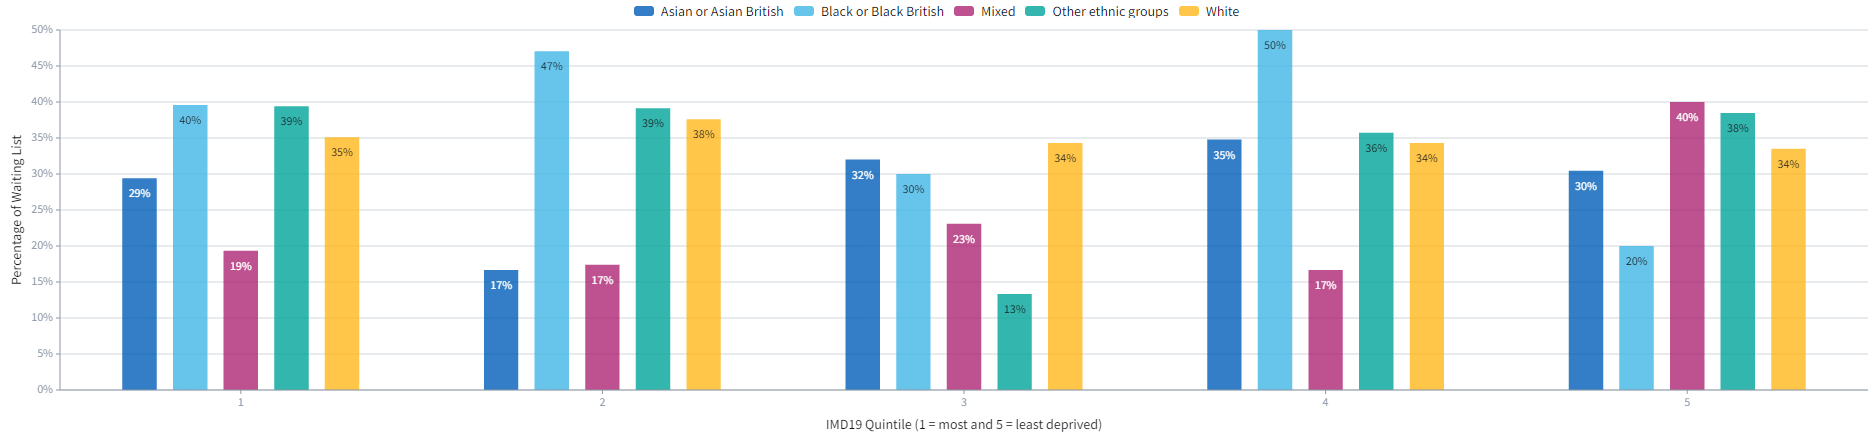 Asian or Asian British Black or Black British Mixed Other ethnic groups White
50%
45%
40%
35%
30%
25%
20%
15%
10%
5%
0%
Percentage of Waiting List
29% 40% 19% 39% 35%
17% 47% 17% 39% 38%
32% 30% 23% 13% 34%
35% 50% 17% 36% 34%
30% 20% 40% 38% 34%
1 2 3 4 5
IMD19 Quintile (1 = most and 5 = least deprived)